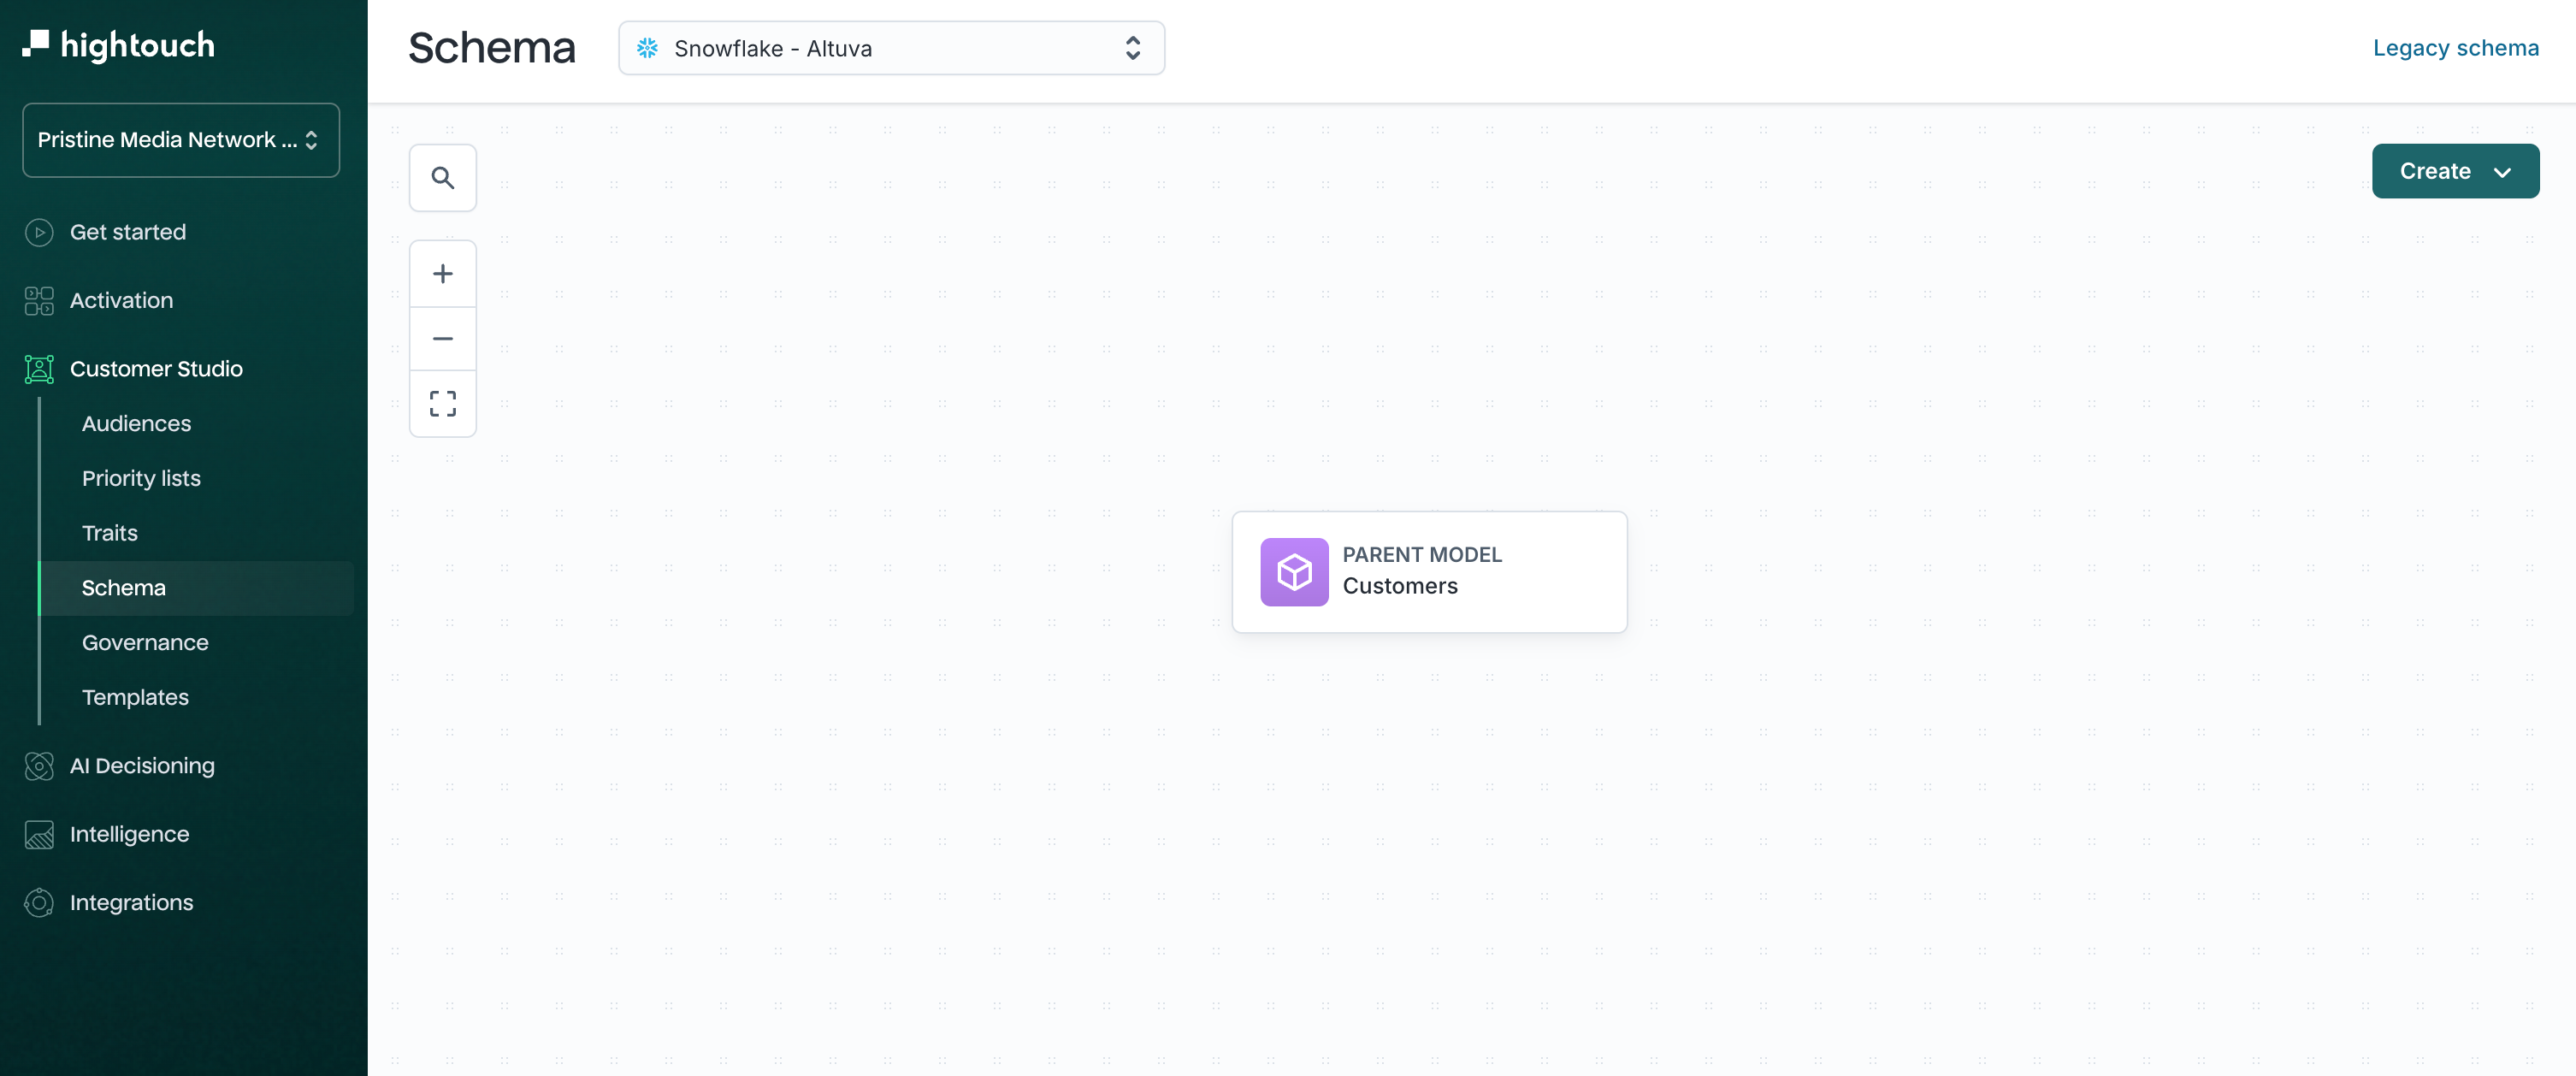 hightouch
Pristine Media Network ...
Get started
Activation
Customer Studio
Audiences
Priority lists
Traits
Schema
Governance
Templates
AI Decisioning
Intelligence
Integrations
Schema
Snowflake - Altuva
Legacy schema
Create
PARENT MODEL
Customers